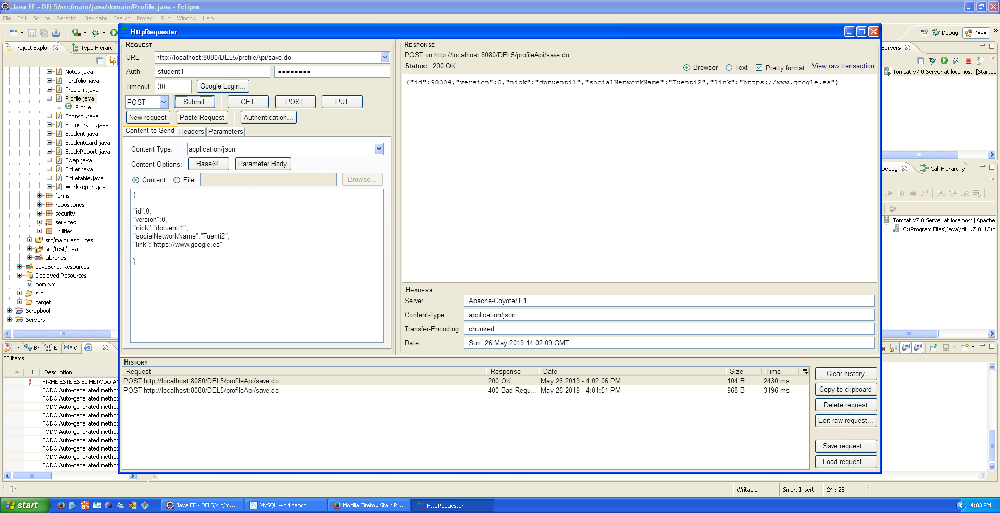 Java EE - DEL5/src/main/java/domain/Profile.java - Eclipse
File Edit Source Refactor Navigate Search Project Run Window Help
Debug Java
Project Explo Type Hierarc
Notes.java
Portfolio.java
Proclaim.java
Profile.java
Profile
Sponsor.java
Sponsorship.java
Student.java
StudentCard.java
StudyReport.java
Swap.java
Ticker.java
Ticketable.java
WorkReport.java
forms
repositories
security
services
utilities
src/main/resources
src/test/java
Libraries
JavaScript Resources
Deployed Resources
pom.xml
src
target
Scrapbook
Servers
Pr Br E (x)= V T
25 items
! Description
FIXME ESTE ES EL METODO AN
TODO Auto-generated method
TODO Auto-generated method
TODO Auto-generated method
TODO Auto-generated method
TODO Auto-generated method
TODO Auto-generated method
TODO Auto-generated method
TODO Auto-generated method
TODO Auto-generated method
TODO Auto-generated method
HttpRequester
REQUEST
URL http://localhost:8080/DEL5/profileApi/save.do
Auth student1 ●●●●●●●●
Timeout 30 Google Login...
POST Submit GET POST PUT
New request Paste Request Authentication...
Content to Send Headers Parameters
Content Type: application/json
Content Options: Base64 Parameter Body
Content File Browse...
{
"id":0,
"version":0,
"nick":"dptuenti1",
"socialNetworkName":"Tuenti2",
"link":"https://www.google.es"
}
RESPONSE
POST on http://localhost:8080/DEL5/profileApi/save.do
Status: 200 OK
Browser Text Pretty format View raw transaction
{"id":98304,"version":0,"nick":"dptuenti1","socialNetworkName":"Tuenti2","link":"https://www.google.es"}
HEADERS
Server Apache-Coyote/1.1
Content-Type application/json
Transfer-Encoding chunked
Date Sun, 26 May 2019 14:02:09 GMT
HISTORY
Request Response Date Size Time
POST http://localhost:8080/DEL5/profileApi/save.do 200 OK May 26 2019 - 4:02:06 PM 104 B 2430 ms
POST http://localhost:8080/DEL5/profileApi/save.do 400 Bad Requ... May 26 2019 - 4:01:51 PM 968 B 3196 ms
Clear history
Copy to clipboard
Delete request
Edit raw request...
Save request...
Load request...
Servers
Tomcat v7.0 Server at localhost [Started
Debug Call Hierarchy
Tomcat v7.0 Server at localhost [Apache
C:\Program Files\Java\jdk1.7.0_13\bi
Writable Smart Insert 24 : 25
start Java EE - DEL5/src/m... MySQL Workbench Mozilla Firefox Start P... HttpRequester 4:03 PM